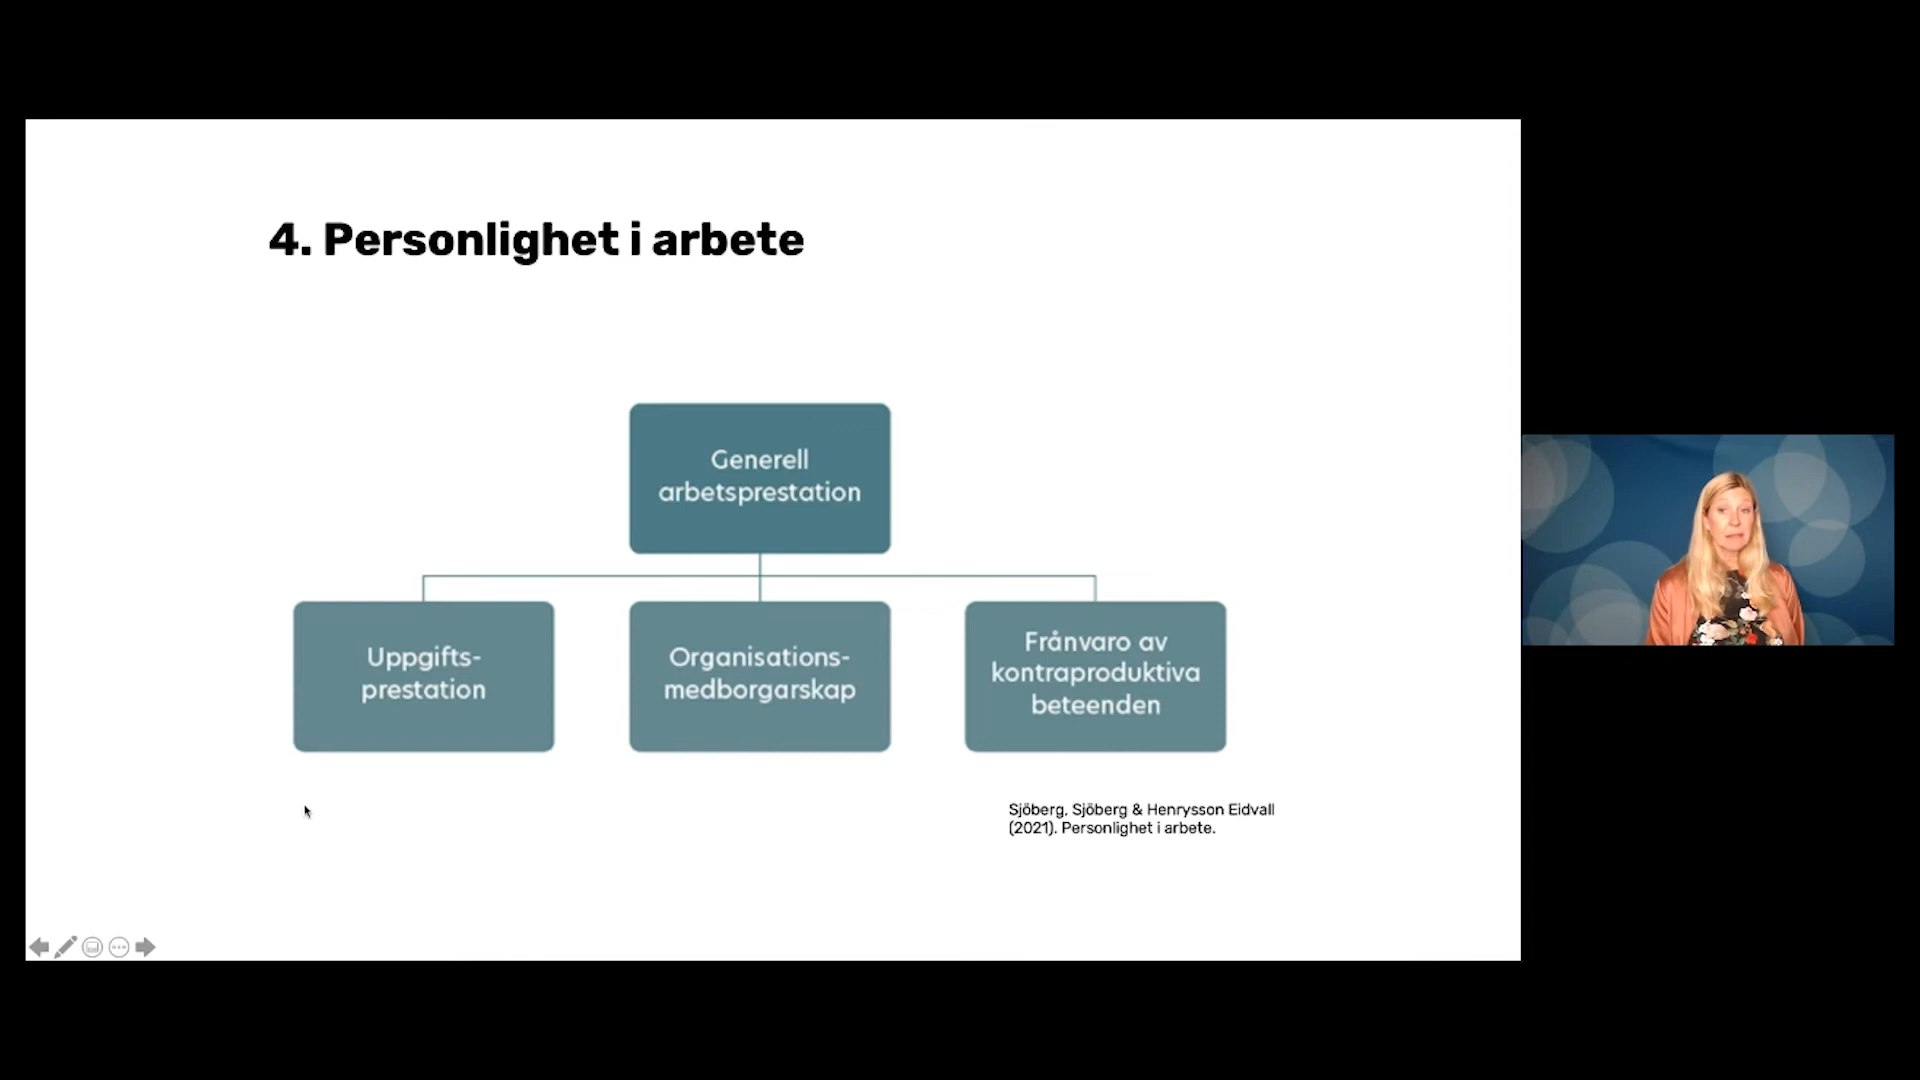 4. Personlighet i arbete
Generell
arbetsprestation
Uppgifts-
prestation
Organisations-
medborgarskap
Frånvaro av
kontraproduktiva
beteenden
Sjöberg, Sjöberg & Henrysson Eidvall
(2021). Personlighet i arbete.